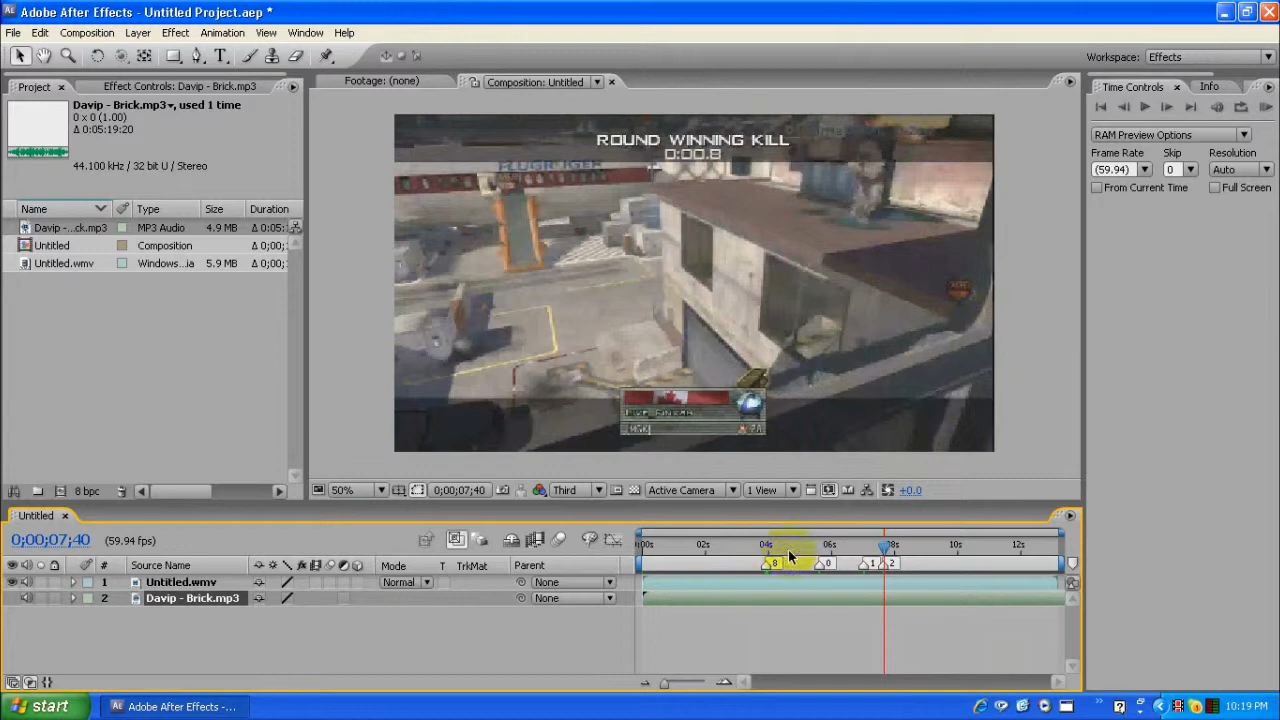 Adobe After Effects - Untitled Project.aep *
File Edit Composition Layer Effect Animation View Window Help
Workspace: Effects
Project Effect Controls: Davip - Brick.mp3
Footage: (none) Composition: Untitled
Time Controls Info
Davip - Brick.mp3, used 1 time
0 x 0 (1.00)
Δ 0:05:19:20
44.100 kHz / 32 bit U / Stereo
RAM Preview Options
Frame Rate Skip Resolution
(59.94) 0 Auto
From Current Time Full Screen
Name Type Size Duration
Davip -...ck.mp3 MP3 Audio 4.9 MB Δ 0:05:
Untitled Composition Δ 0;00;
Untitled.wmv Windows...ia 5.9 MB Δ 0;00;
ROUND WINNING KILL
0:00.8
8 bpc
50% 0;00;07;40 Third Active Camera 1 View +0.0
Untitled
0;00;07;40 (59.94 fps)
:00s 02s 04s 06s 08s 10s 12s
# Source Name Mode T TrkMat Parent
8 0 1 2
1 Untitled.wmv Normal None
2 Davip - Brick.mp3 None
start Adobe After Effects -... 10:19 PM